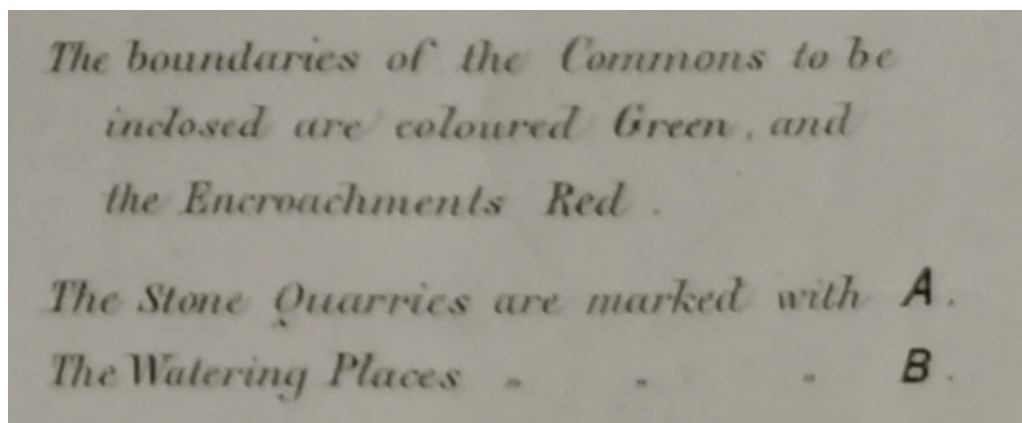 The boundaries of the Commons to be
inclosed are coloured Green, and
the Encroachments Red.
The Stone Quarries are marked with A.
The Watering Places " " " B.